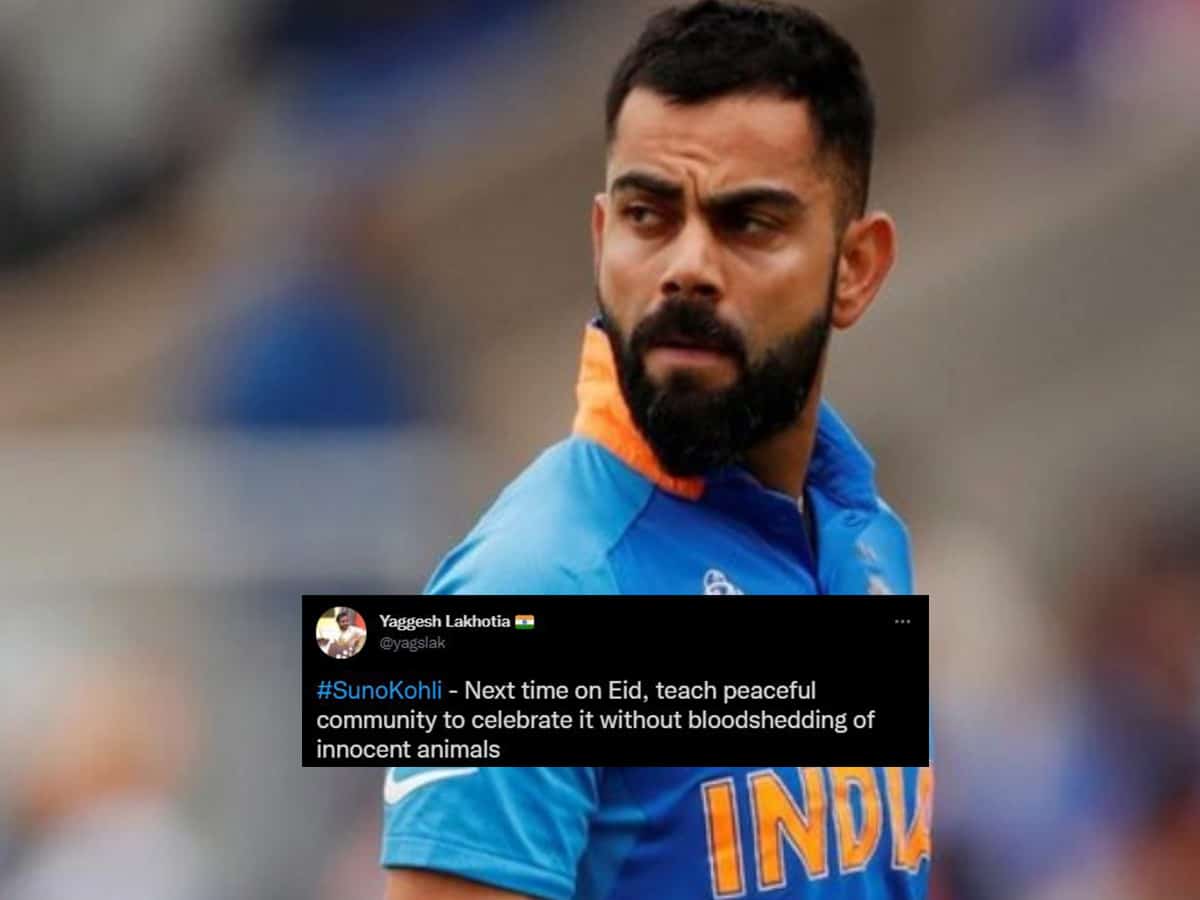 Yaggesh Lakhotia
@yagslak
#SunoKohli - Next time on Eid, teach peaceful
community to celebrate it without bloodshedding of
innocent animals
INDIA